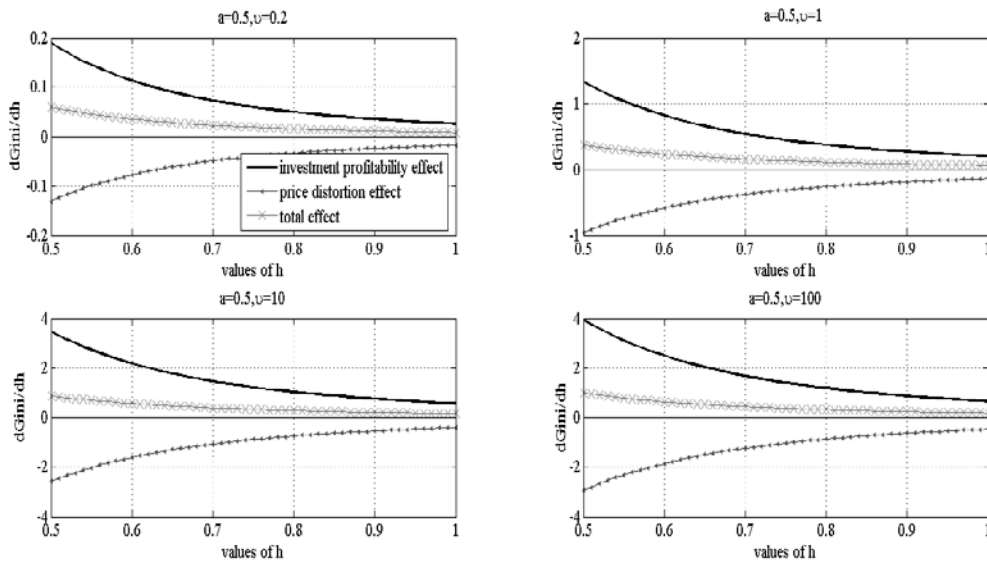 a=0.5,υ=0.2
0.2
0.1
0
-0.1
-0.2
dGini/dh
investment profitability effect
price distortion effect
total effect
0.5 0.6 0.7 0.8 0.9 1
values of h
a=0.5,υ=1
2
1
0
-1
dGini/dh
0.5 0.6 0.7 0.8 0.9 1
values of h
a=0.5,υ=10
4
2
0
-2
-4
dGini/dh
0.5 0.6 0.7 0.8 0.9 1
values of h
a=0.5,υ=100
4
2
0
-2
-4
dGini/dh
0.5 0.6 0.7 0.8 0.9 1
values of h